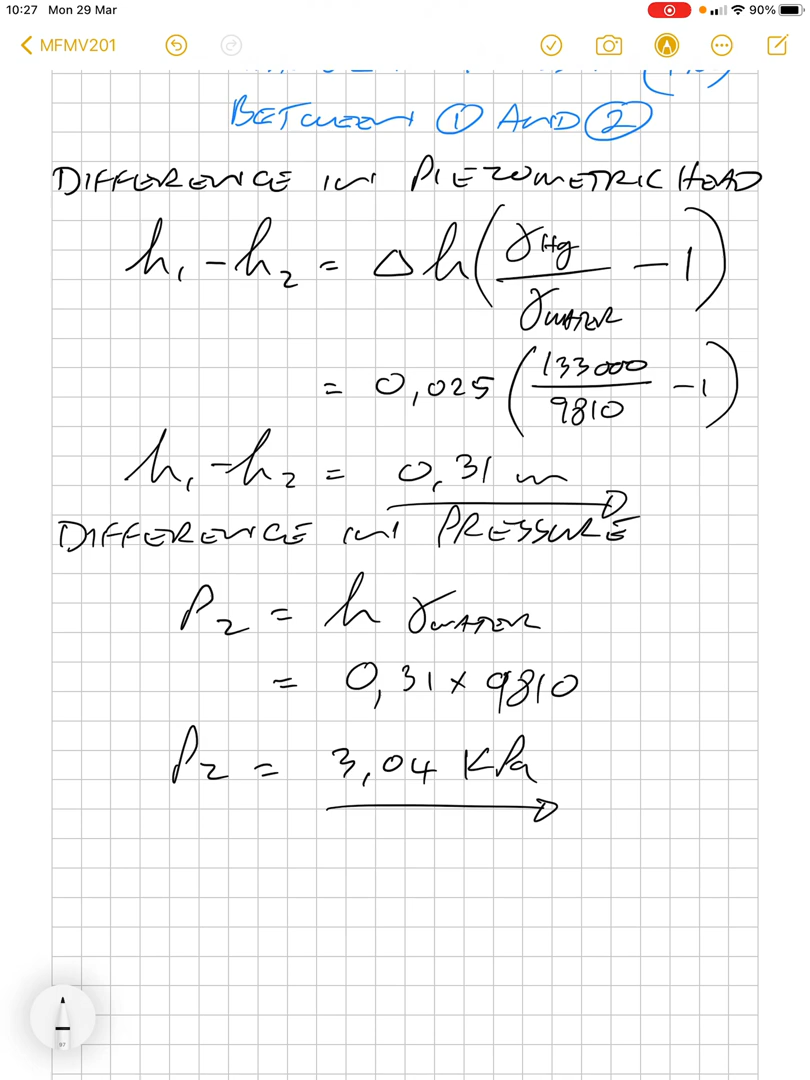 10:27 Mon 29 Mar 90%
MFMV201
BETWEEN ① AND ②
DIFFERENCE IN PIEZOMETRIC HEAD
h₁ - h₂ = Δh(γHg/γWATER - 1)
= 0,025 (133000/9810 - 1)
h₁ - h₂ = 0,31 m
DIFFERENCE IN PRESSURE
P₂ = h γWATER
= 0,31 × 9810
P₂ = 3,04 KPa
97